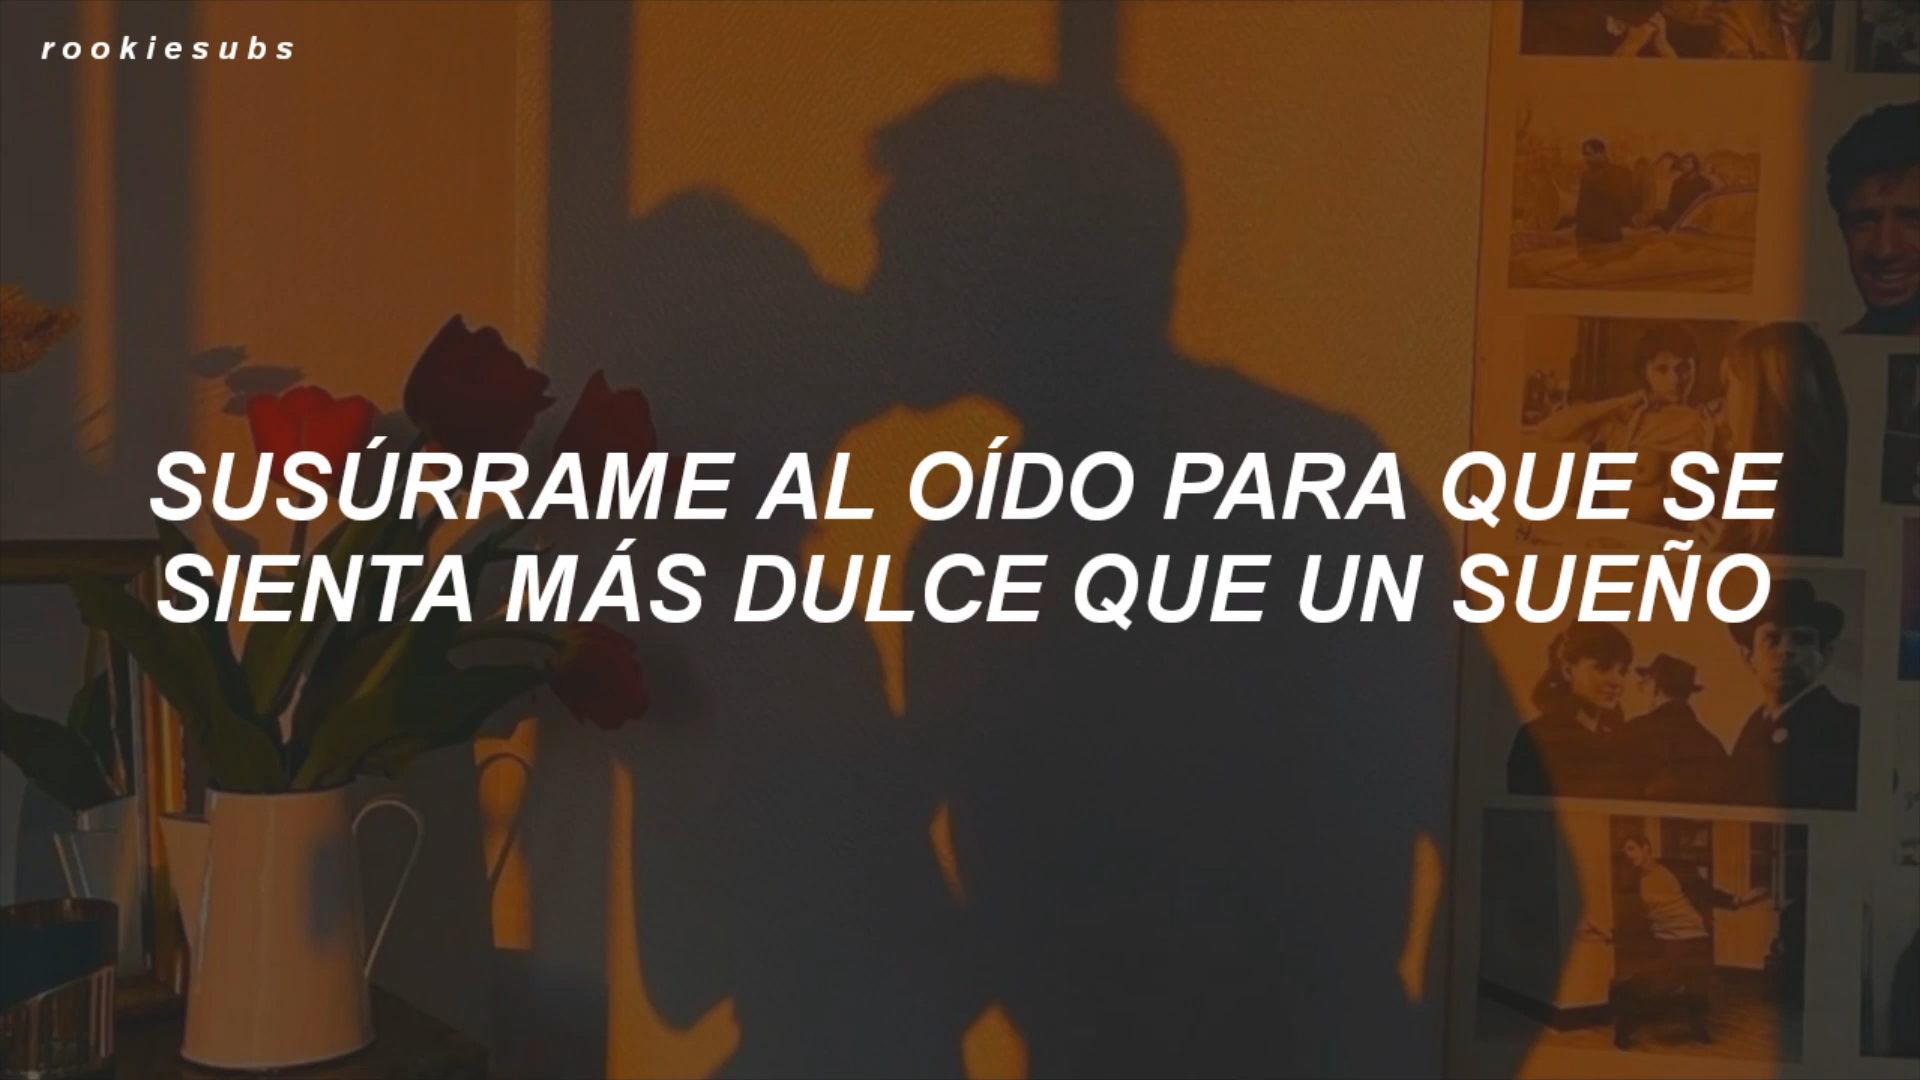 rookiesubs
SUSÚRRAME AL OÍDO PARA QUE SE
SIENTA MÁS DULCE QUE UN SUEÑO